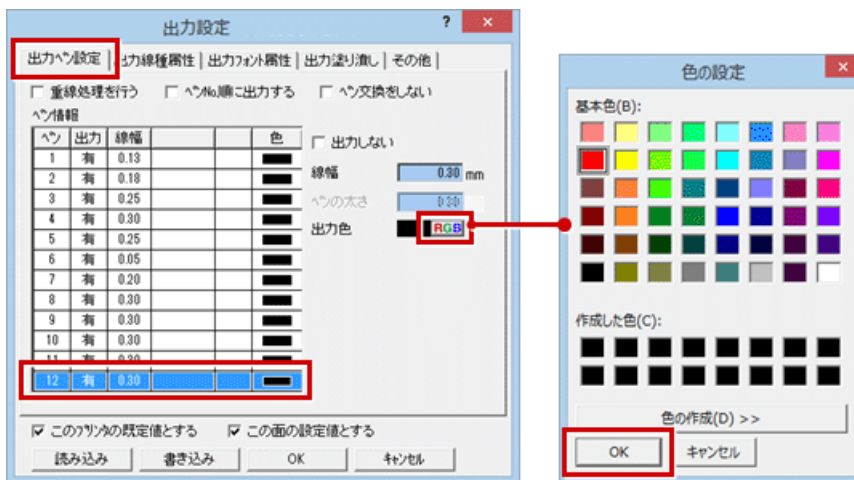 出力設定
? ×
出力ペン設定 出力線種属性 出力フォント属性 出力塗り潰し その他
重線処理を行う ペンNo.順に出力する ペン交換をしない
ペン情報
ペン 出力 線幅 色
1 有 0.13
2 有 0.18
3 有 0.25
4 有 0.30
5 有 0.25
6 有 0.05
7 有 0.20
8 有 0.30
9 有 0.30
10 有 0.30
11 有 0.30
12 有 0.30
出力しない
線幅 0.30 mm
ペンの太さ 0.30
出力色 RGB
このプリンタの既定値とする この面の設定値とする
読み込み 書き込み OK キャンセル
色の設定
×
基本色(B):
作成した色(C):
色の作成(D) >>
OK キャンセル